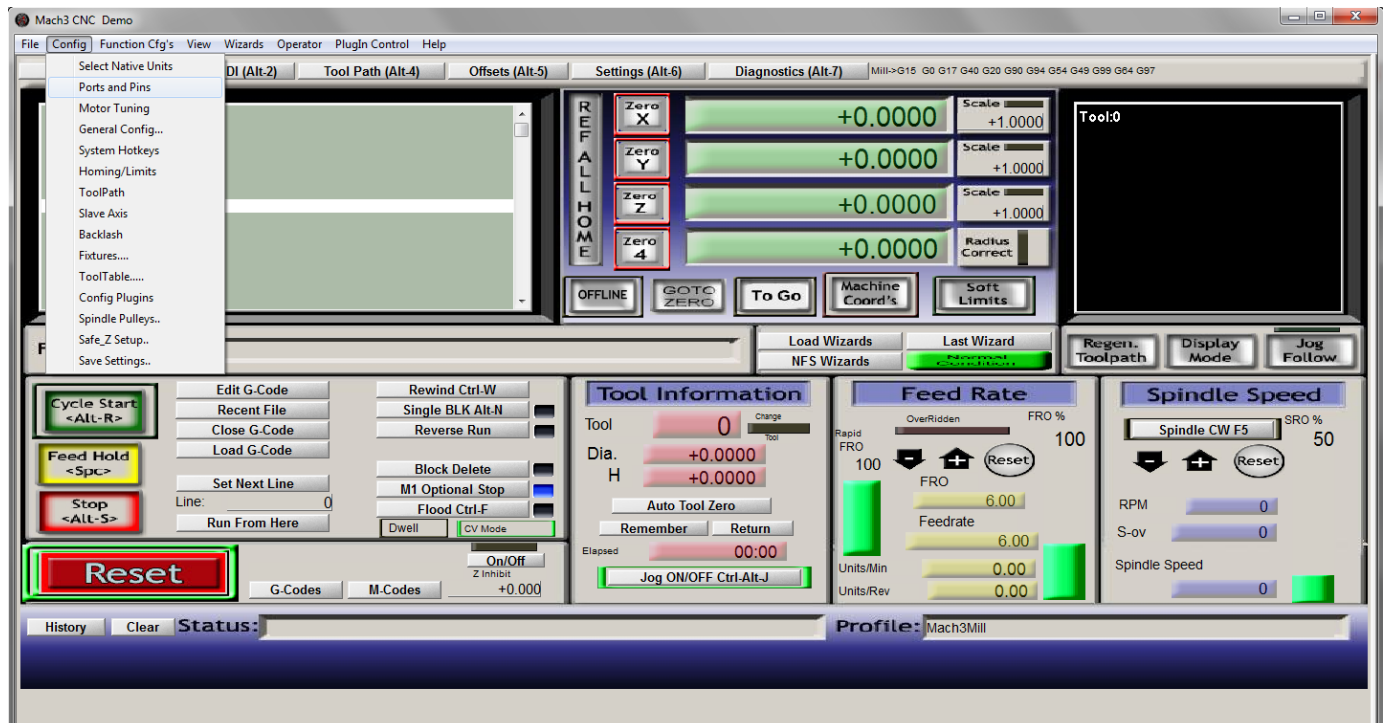 Mach3 CNC Demo
File Config Function Cfg's View Wizards Operator PlugIn Control Help
Select Native Units
Ports and Pins
Motor Tuning
General Config...
System Hotkeys
Homing/Limits
ToolPath
Slave Axis
Backlash
Fixtures....
ToolTable.....
Config Plugins
Spindle Pulleys..
Safe_Z Setup..
Save Settings..
DI (Alt-2) Tool Path (Alt-4) Offsets (Alt-5) Settings (Alt-6) Diagnostics (Alt-7) Mill->G15 G0 G17 G40 G20 G90 G94 G54 G49 G99 G64 G97
REF ALL HOME
Zero X +0.0000 Scale +1.0000
Zero Y +0.0000 Scale +1.0000
Zero Z +0.0000 Scale +1.0000
Zero 4 +0.0000 Radius Correct
OFFLINE GOTO ZERO To Go Machine Coord's Soft Limits
Tool:0
F
Load Wizards Last Wizard
NFS Wizards Normal Condition
Regen. Toolpath Display Mode Jog Follow
Cycle Start <Alt-R>
Feed Hold <Spc>
Stop <Alt-S>
Edit G-Code
Recent File
Close G-Code
Load G-Code
Set Next Line
Line: 0
Run From Here
Rewind Ctrl-W
Single BLK Alt-N
Reverse Run
Block Delete
M1 Optional Stop
Flood Ctrl-F
Dwell CV Mode
Reset
G-Codes M-Codes
On/Off
Z Inhibit
+0.000
Tool Information
Tool 0 Change Tool
Dia. +0.0000
H +0.0000
Auto Tool Zero
Remember Return
Elapsed 00:00
Jog ON/OFF Ctrl-Alt-J
Feed Rate
OverRidden FRO %
100
Rapid FRO
100
Reset
FRO
6.00
Feedrate
6.00
Units/Min 0.00
Units/Rev 0.00
Spindle Speed
Spindle CW F5 SRO %
50
Reset
RPM 0
S-ov 0
Spindle Speed
0
History Clear Status: Profile: Mach3Mill